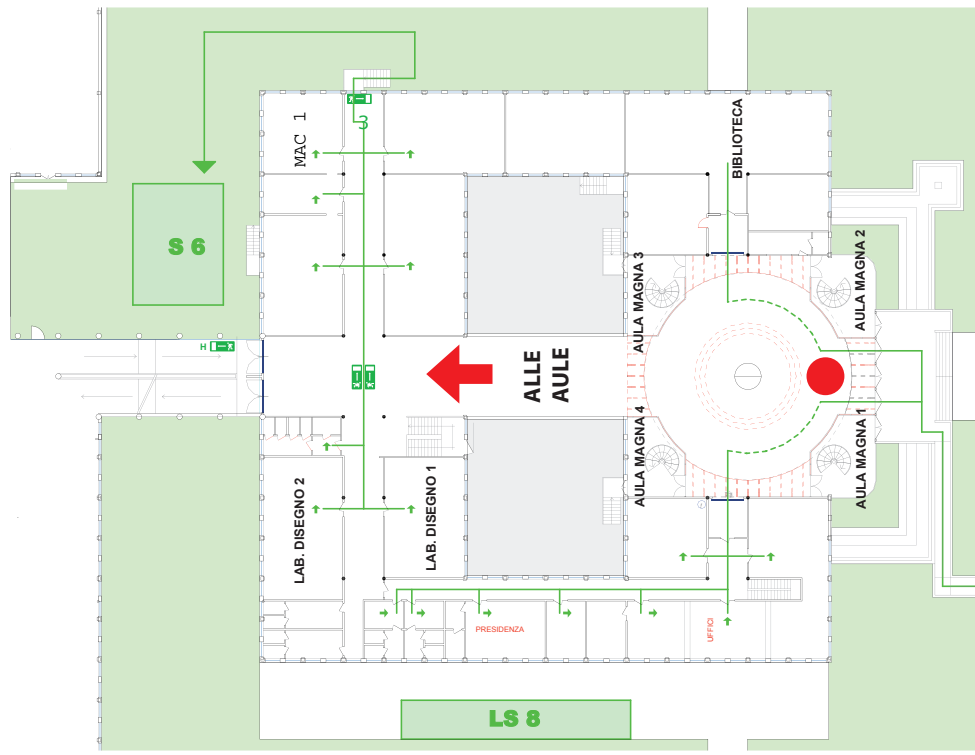 MAC 1
3
BIBLIOTECA
S 6
AULA MAGNA 3
AULA MAGNA 2
H
ALLE
AULE
AULA MAGNA 4
AULA MAGNA 1
LAB. DISEGNO 2
LAB. DISEGNO 1
PRESIDENZA
UFFICI
LS 8